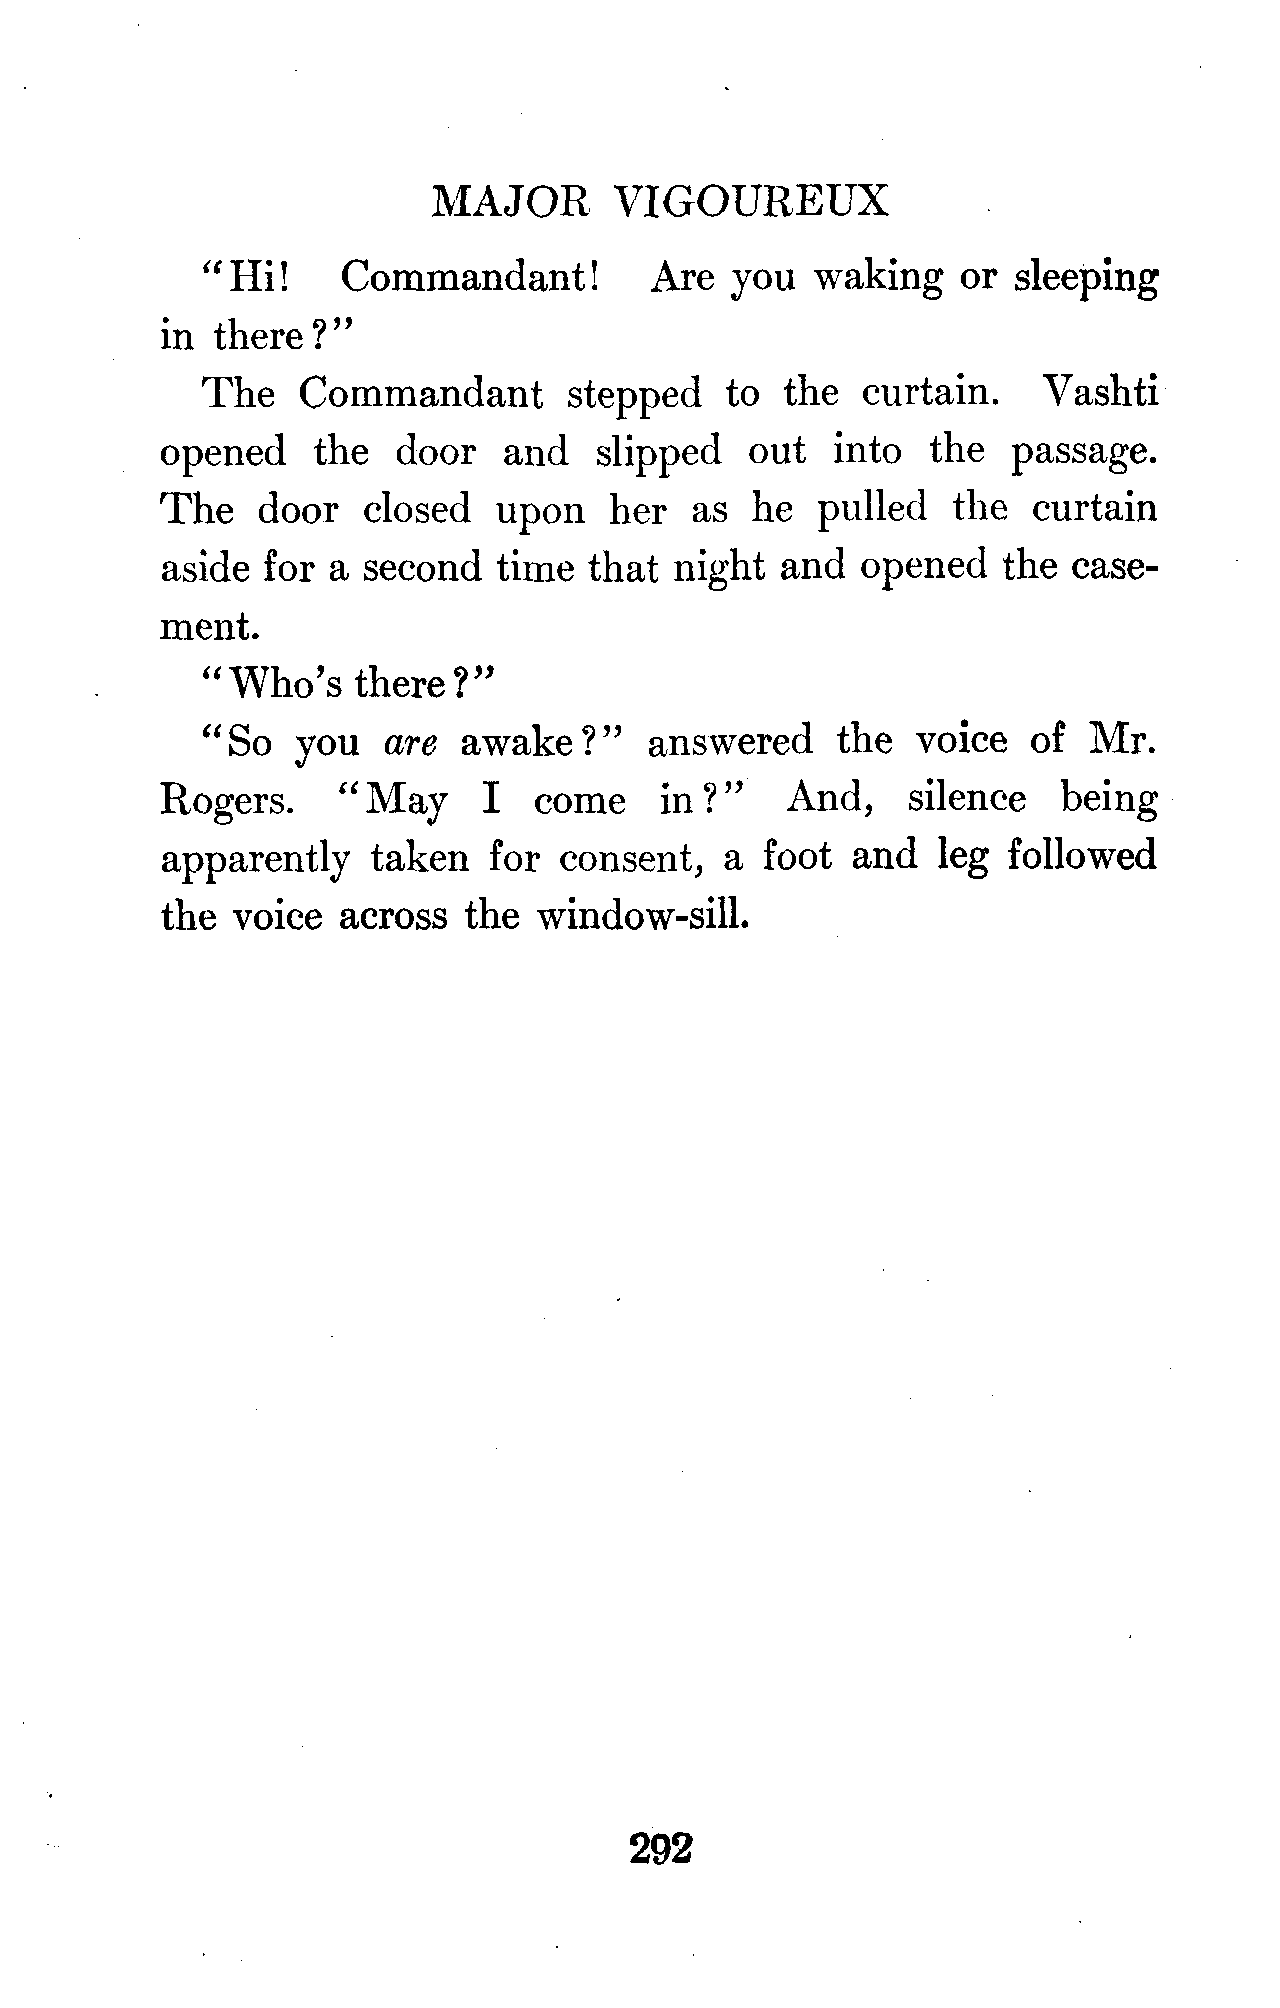 MAJOR VIGOUREUX
"Hi! Commandant! Are you waking or sleeping
in there?"
The Commandant stepped to the curtain. Vashti
opened the door and slipped out into the passage.
The door closed upon her as he pulled the curtain
aside for a second time that night and opened the case-
ment.
"Who's there?"
"So you are awake?" answered the voice of Mr.
Rogers. "May I come in?" And, silence being
apparently taken for consent, a foot and leg followed
the voice across the window-sill.
292